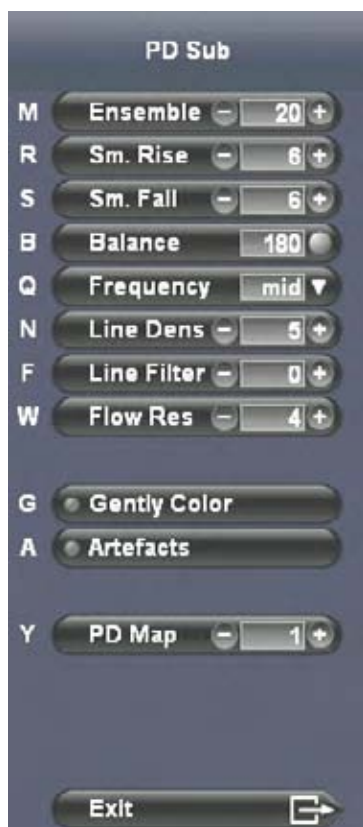 PD Sub
M Ensemble - 20 +
R Sm. Rise - 6 +
S Sm. Fall - 6 +
B Balance 180
Q Frequency mid
N Line Dens - 5 +
F Line Filter - 0 +
W Flow Res - 4 +
G Gently Color
A Artefacts
Y PD Map - 1 +
Exit